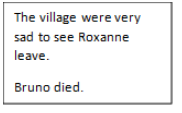 The village were very
sad to see Roxanne
leave.
Bruno died.